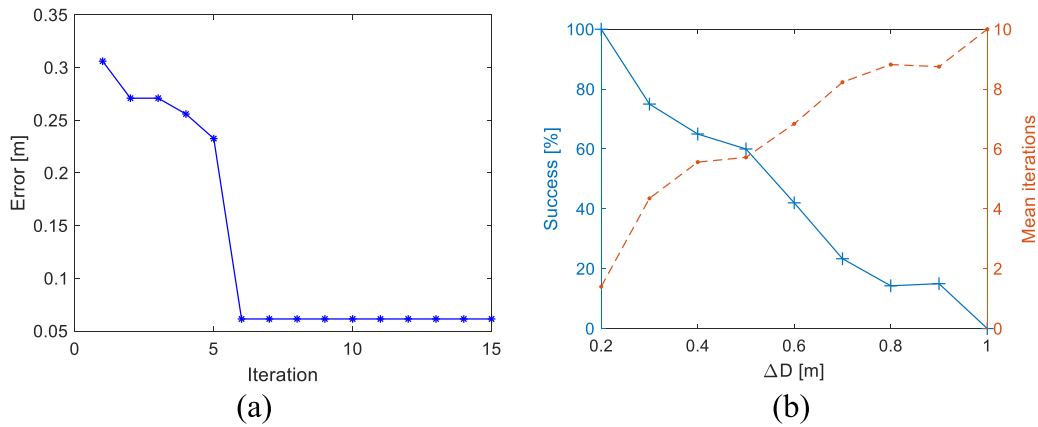 0.35
0.3
0.25
0.2
0.15
0.1
0.05
0 5 10 15
Error [m]
Iteration
(a)
100
80
60
40
20
0
Success [%]
10
8
6
4
2
0
Mean iterations
0.2 0.4 0.6 0.8 1
ΔD [m]
(b)